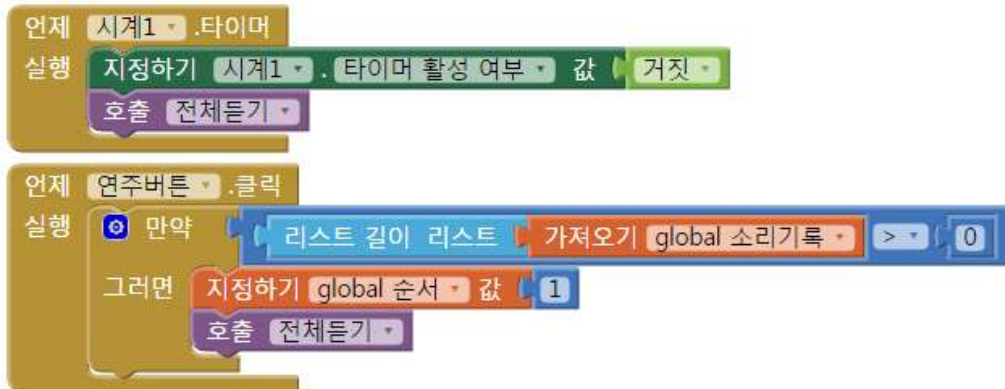 언제 시계1 .타이머
실행 지정하기 시계1 . 타이머 활성 여부 값 거짓
호출 전체듣기
언제 연주버튼 .클릭
실행 만약 리스트 길이 리스트 가져오기 global 소리기록 > 0
그러면 지정하기 global 순서 값 1
호출 전체듣기